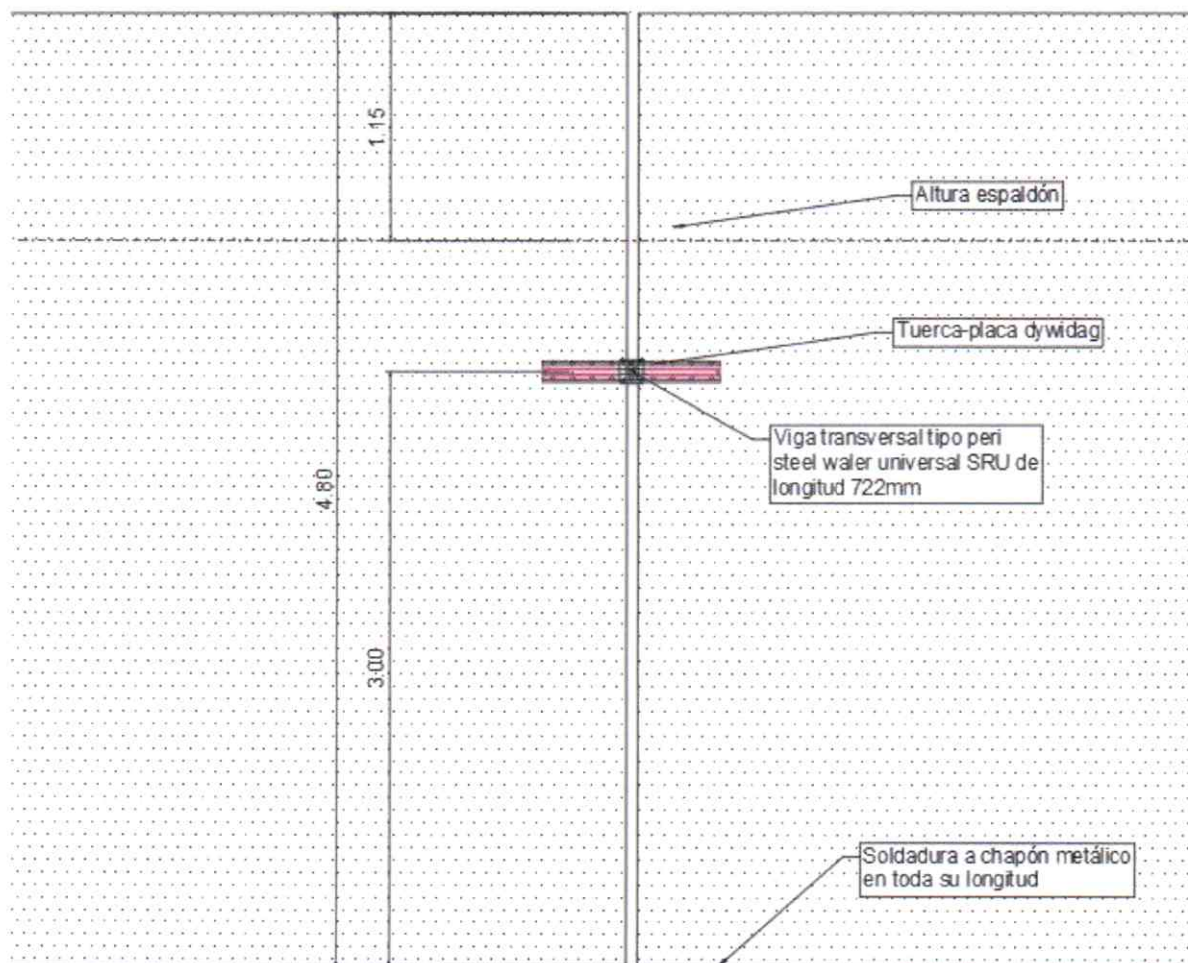 1.15
Altura espaldón
Tuerca-placa dywidag
Viga transversal tipo peri
steel waler universal SRU de
longitud 722mm
4.80
3.00
Soldadura a chapón metálico
en toda su longitud